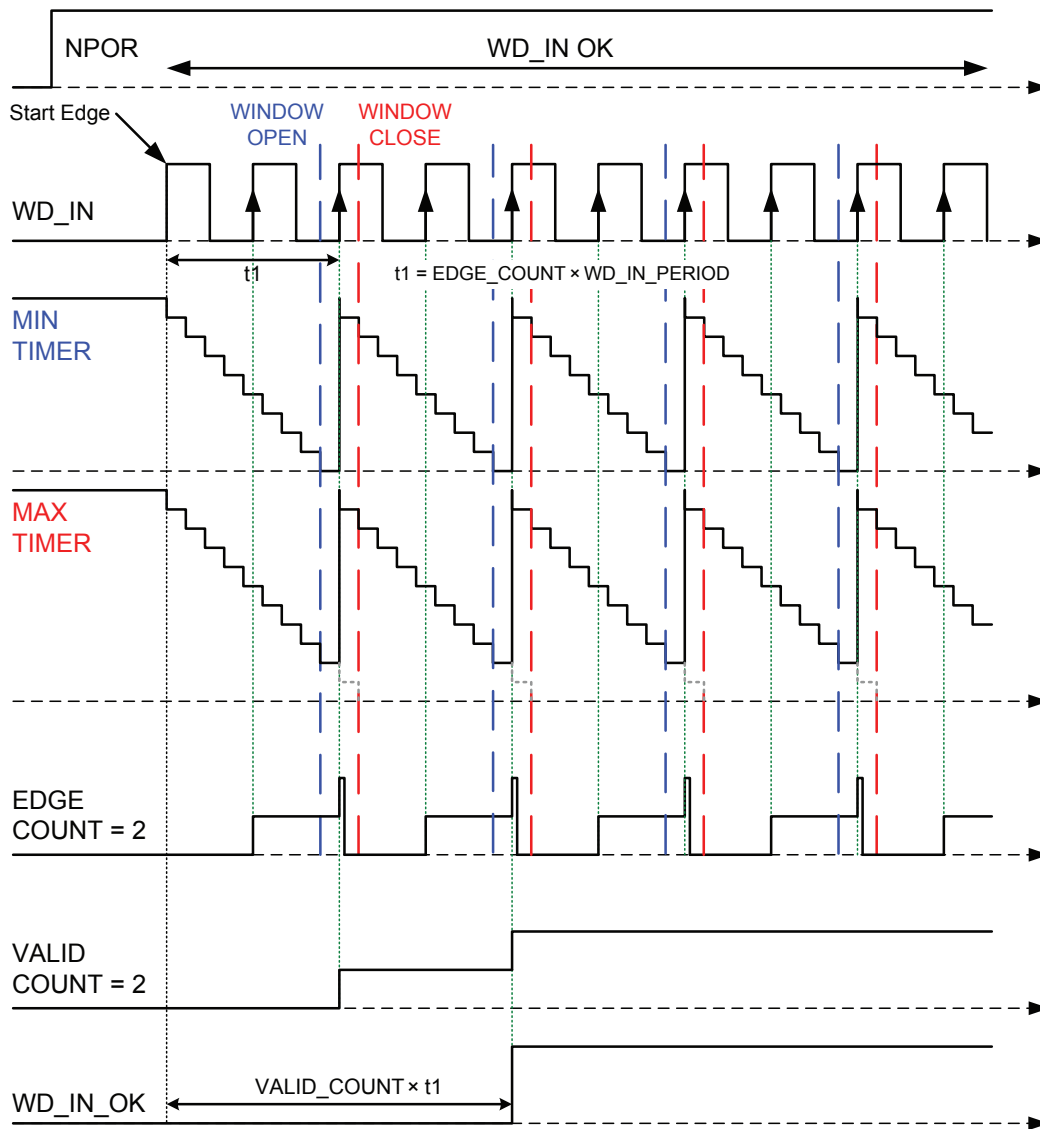 NPOR
WD_IN OK
Start Edge
WINDOW
OPEN
WINDOW
CLOSE
WD_IN
t1
t1 = EDGE_COUNT × WD_IN_PERIOD
MIN
TIMER
MAX
TIMER
EDGE
COUNT = 2
VALID
COUNT = 2
VALID_COUNT × t1
WD_IN_OK